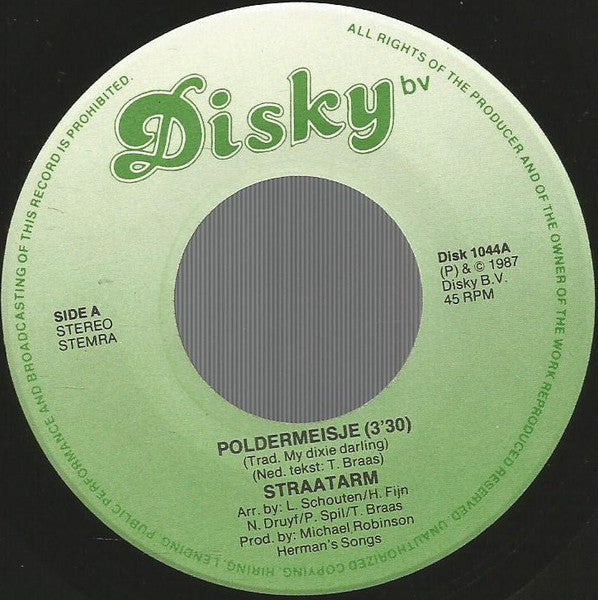 Disky bv
ALL RIGHTS OF THE PRODUCER AND OF THE OWNER OF THE WORK REPRODUCED RESERVED. UNAUTHORIZED COPYING, HIRING, LENDING, PUBLIC PERFORMANCE AND BROADCASTING OF THIS RECORD IS PROHIBITED.
Disk 1044A
(P) & © 1987
Disky B.V.
45 RPM
SIDE A
STEREO
STEMRA
POLDERMEISJE (3'30)
(Trad. My dixie darling)
(Ned. tekst: T. Braas)
STRAATARM
Arr. by: L. Schouten/H. Fijn
N. Druyf/P. Spil/T. Braas
Prod. by: Michael Robinson
Herman's Songs